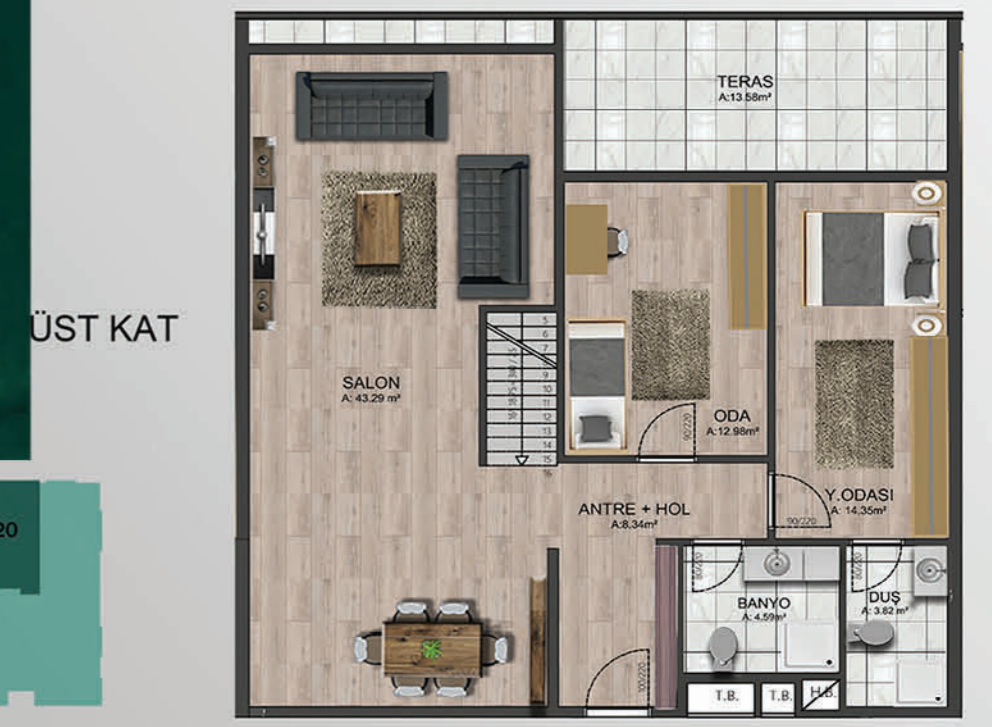 TERAS
A:13.58m²
ÜST KAT
SALON
A: 43.29 m²
5
6
7
9
10
11
12
13
14
15
16
ODA
A:12.98m²
90/220
Y.ODASI
A: 14.35m²
90/220
ANTRE + HOL
A:8.34m²
20
80/220
BANYO
A: 4.59m²
80/220
DUŞ
A: 3.82 m²
100/220
T.B.
T.B.
H.B.